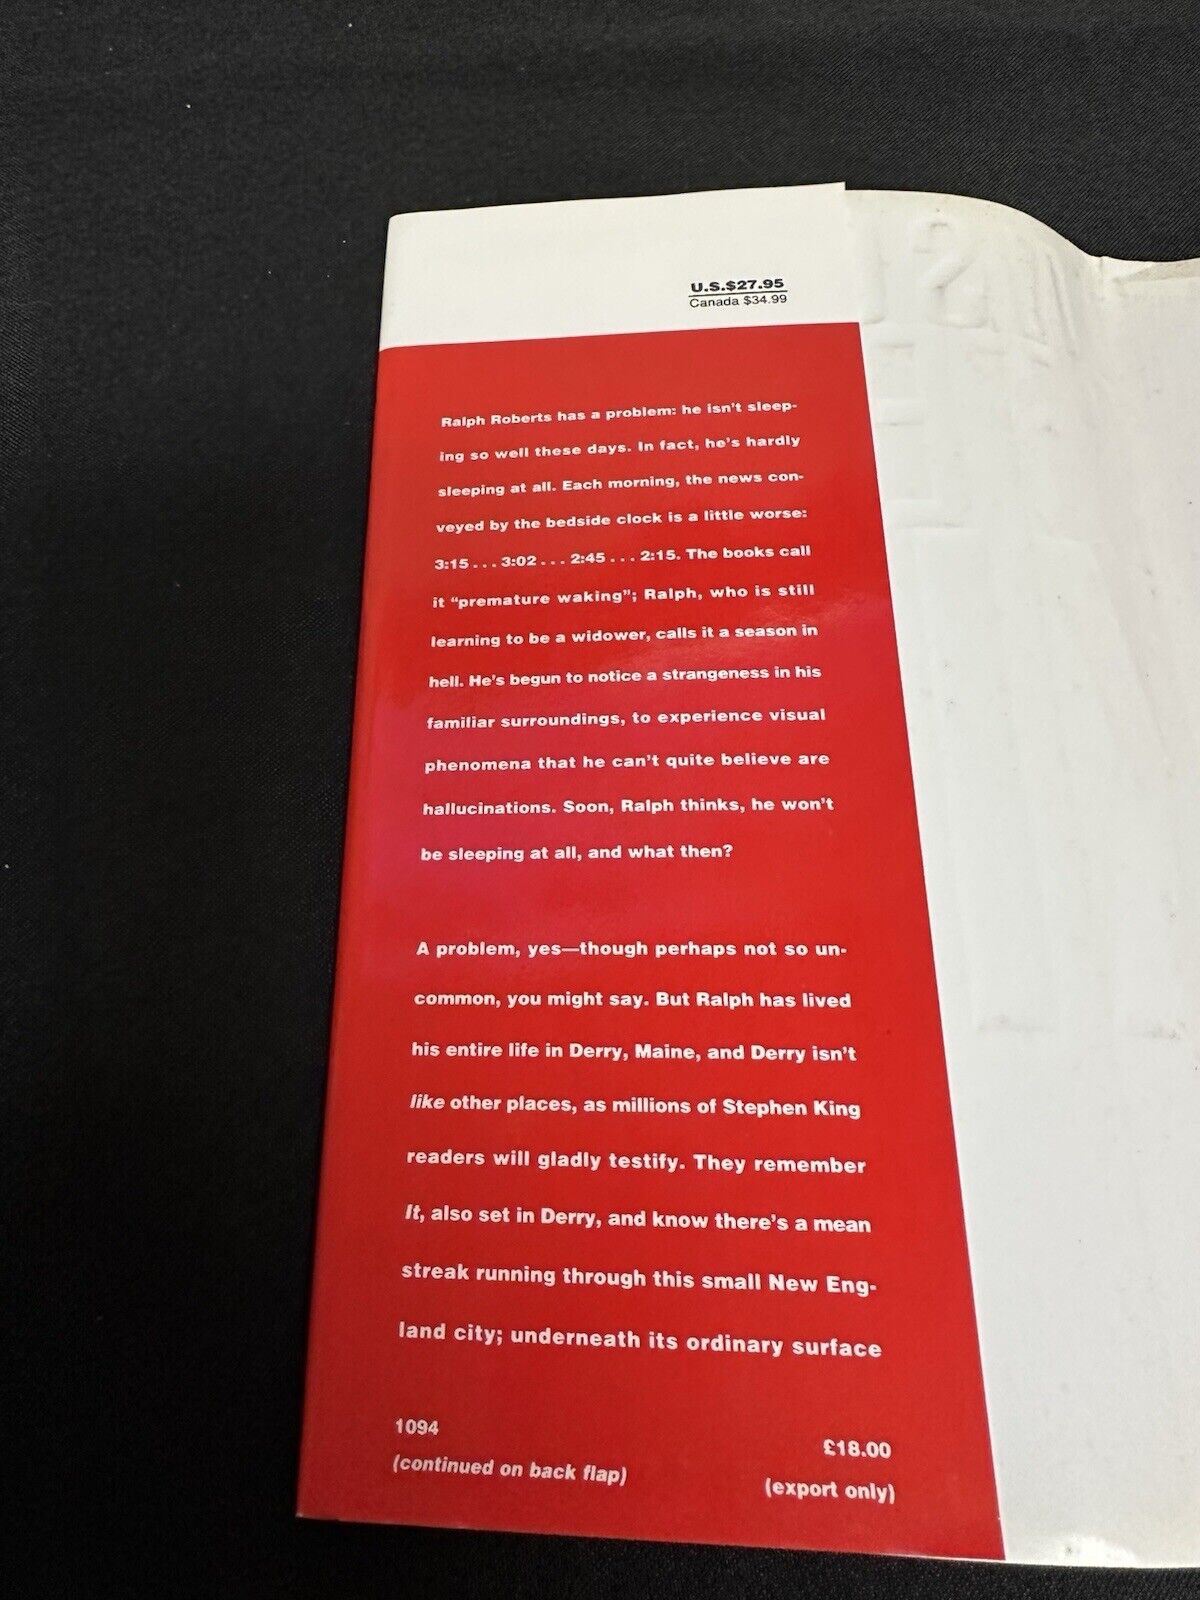 U.S.$27.95
Canada $34.99
Ralph Roberts has a problem: he isn't sleep-
ing so well these days. In fact, he's hardly
sleeping at all. Each morning, the news con-
veyed by the bedside clock is a little worse:
3:15 . . . 3:02 . . . 2:45 . . . 2:15. The books call
it “premature waking”; Ralph, who is still
learning to be a widower, calls it a season in
hell. He's begun to notice a strangeness in his
familiar surroundings, to experience visual
phenomena that he can't quite believe are
hallucinations. Soon, Ralph thinks, he won't
be sleeping at all, and what then?
A problem, yes—though perhaps not so un-
common, you might say. But Ralph has lived
his entire life in Derry, Maine, and Derry isn't
like other places, as millions of Stephen King
readers will gladly testify. They remember
It, also set in Derry, and know there's a mean
streak running through this small New Eng-
land city; underneath its ordinary surface
1094
£18.00
(continued on back flap)
(export only)